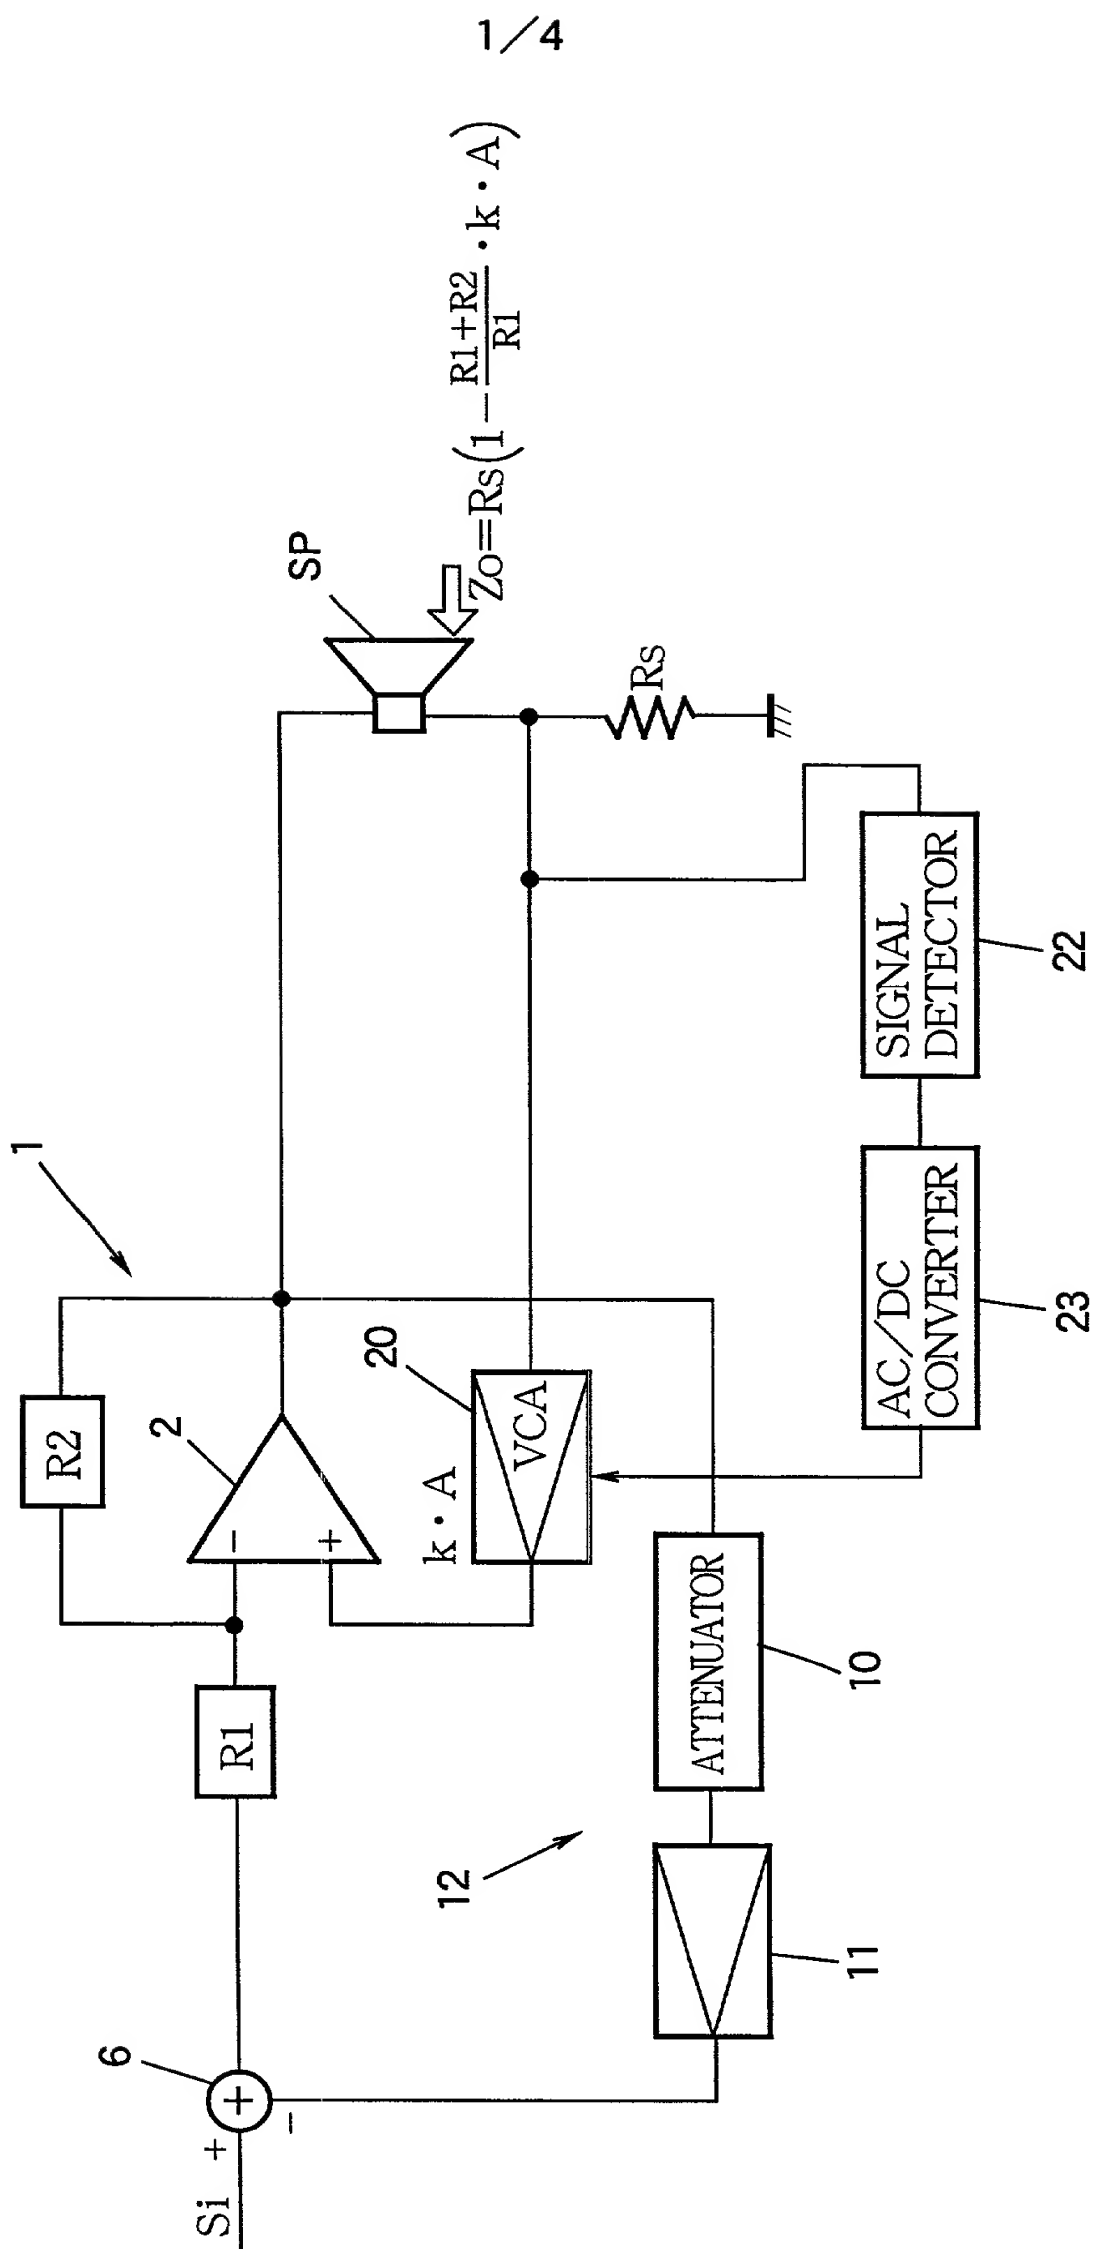 1/4
Zo=Rs(1-(R1+R2)/R1·k·A)
SP
Rs
1
R2
2
20
k·A
VCA
-
+
R1
SIGNAL
DETECTOR
22
AC/DC
CONVERTER
23
ATTENUATOR
10
12
11
6
+
+
-
Si